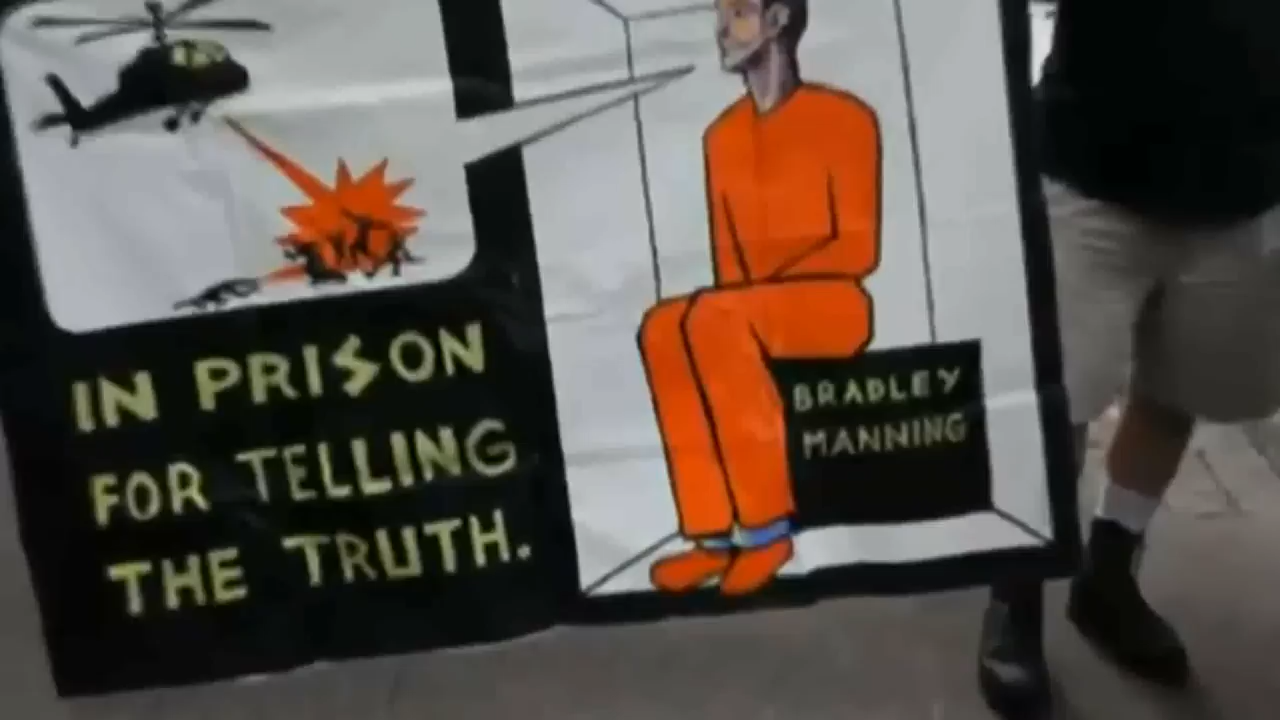 IN PRISON
FOR TELLING
THE TRUTH.
BRADLEY
MANNING